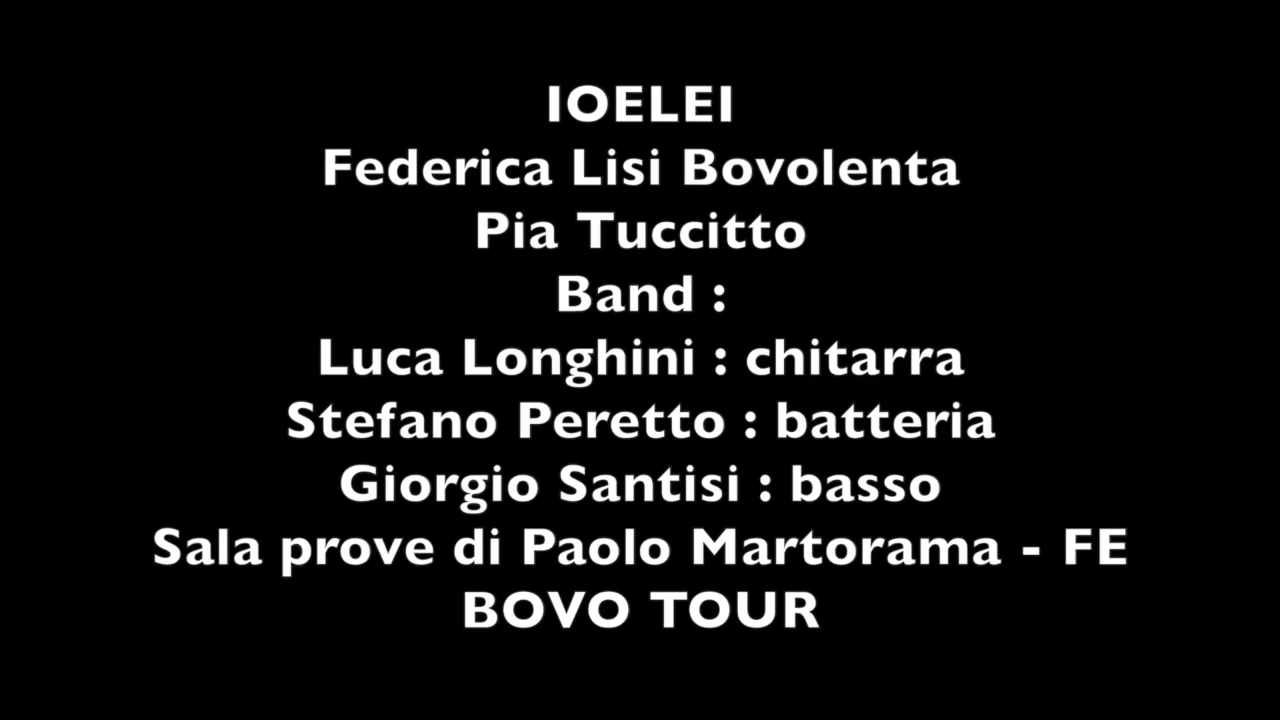 IOELEI
Federica Lisi Bovolenta
Pia Tuccitto
Band :
Luca Longhini : chitarra
Stefano Peretto : batteria
Giorgio Santisi : basso
Sala prove di Paolo Martorama - FE
BOVO TOUR